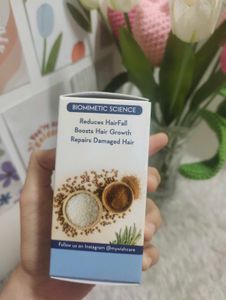 BIOMIMETIC SCIENCE
Reduces HairFall
Boosts Hair Growth
Repairs Damaged Hair
Follow us on Instagram @mywishcare